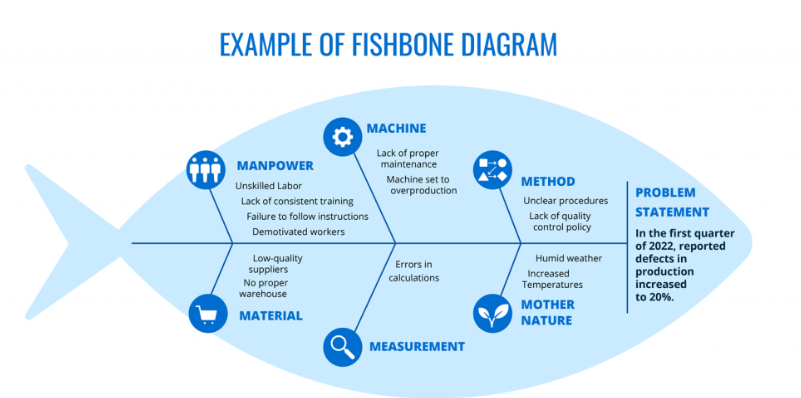 EXAMPLE OF FISHBONE DIAGRAM
MACHINE
Lack of proper
maintenance
Machine set to
overproduction
MANPOWER
Unskilled Labor
Lack of consistent training
Failure to follow instructions
Demotivated workers
METHOD
Unclear procedures
Lack of quality
control policy
PROBLEM
STATEMENT
In the first quarter
of 2022, reported
defects in
production
increased
to 20%.
Low-quality
suppliers
No proper
warehouse
MATERIAL
Errors in
calculations
MEASUREMENT
Humid weather
Increased
Temperatures
MOTHER
NATURE